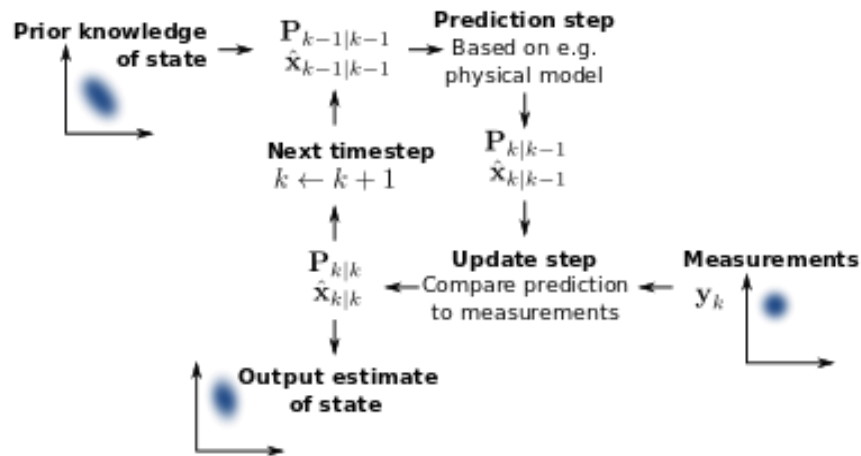 Prior knowledge
of state
P_{k−1|k−1}
x̂_{k−1|k−1}
Prediction step
Based on e.g.
physical model
Next timestep
k ← k + 1
P_{k|k−1}
x̂_{k|k−1}
P_{k|k}
x̂_{k|k}
Update step
Compare prediction
to measurements
Measurements
y_k
Output estimate
of state